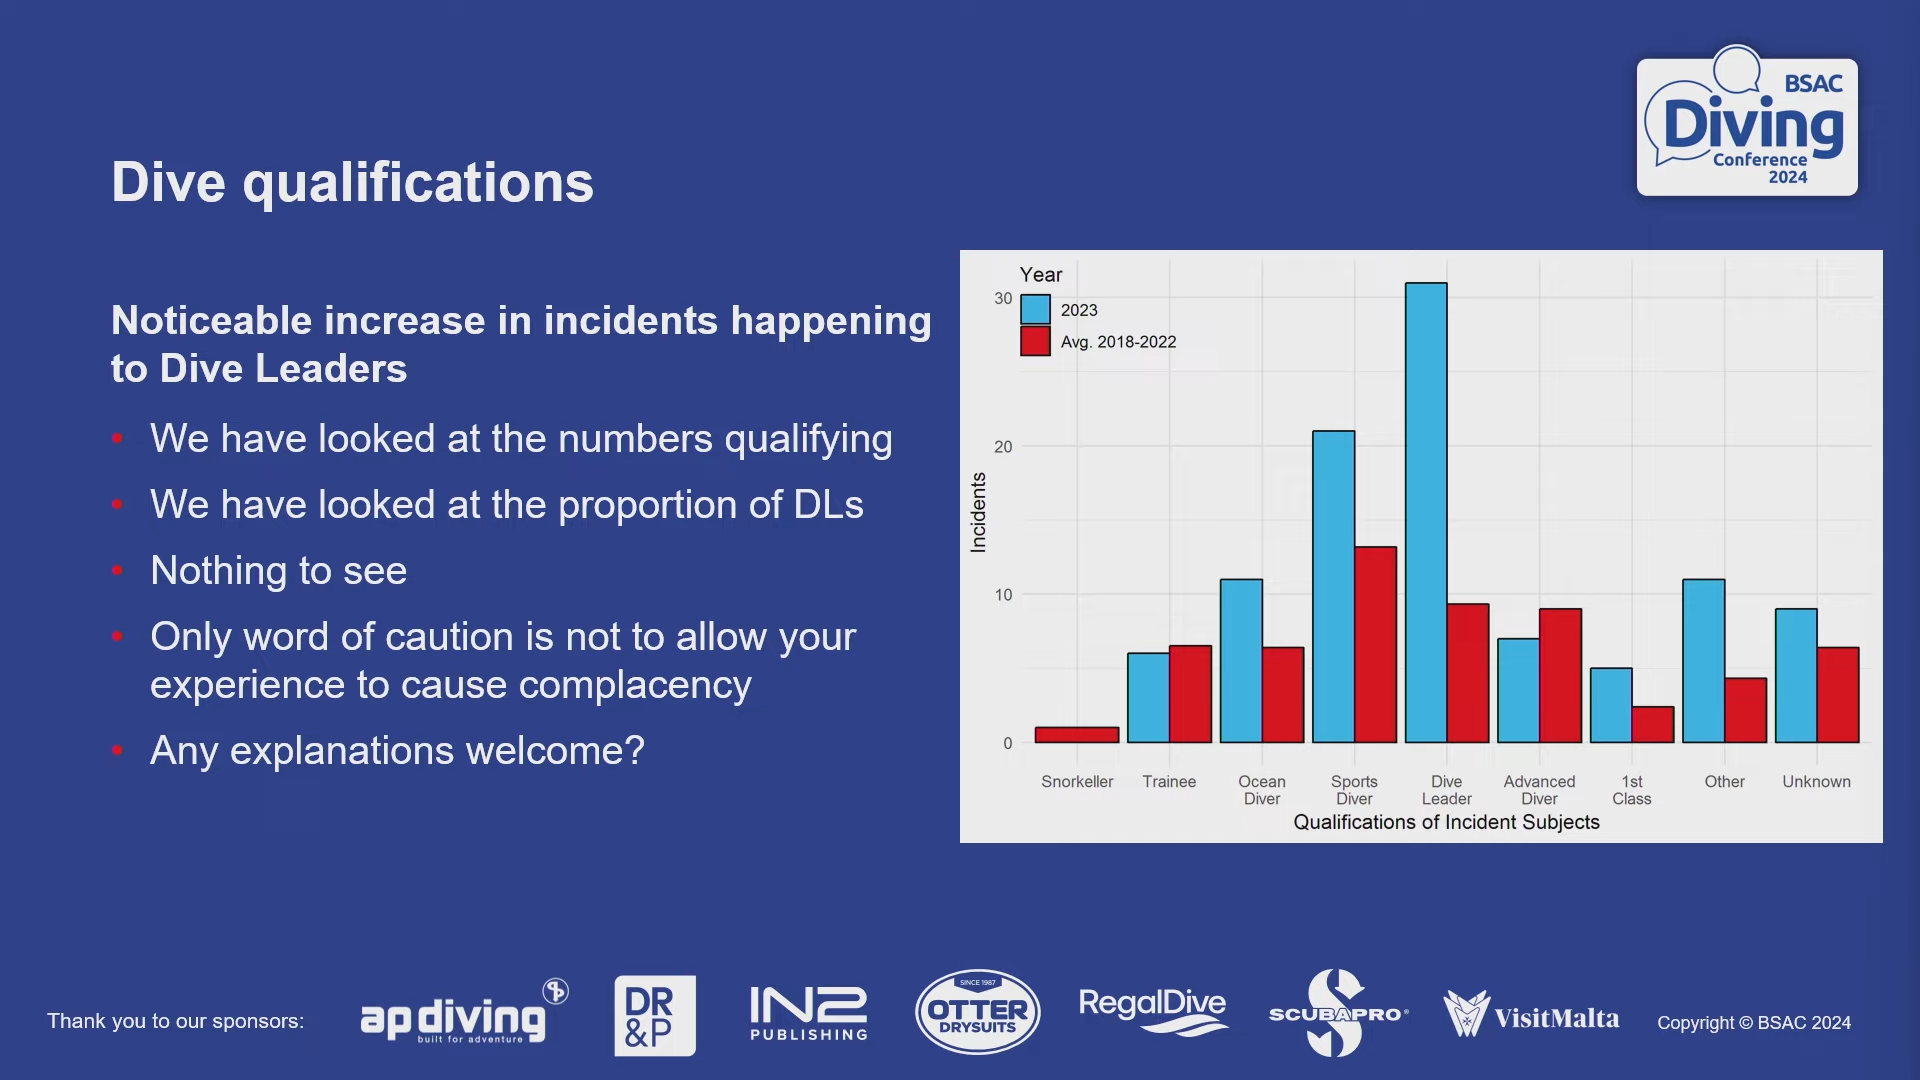 BSAC
Diving
Conference
2024
Dive qualifications
Noticeable increase in incidents happening
to Dive Leaders
• We have looked at the numbers qualifying
• We have looked at the proportion of DLs
• Nothing to see
• Only word of caution is not to allow your
experience to cause complacency
• Any explanations welcome?
Year
2023
Avg. 2018-2022
30
20
10
0
Incidents
Snorkeller
Trainee
Ocean
Diver
Sports
Diver
Dive
Leader
Advanced
Diver
1st
Class
Other
Unknown
Qualifications of Incident Subjects
Thank you to our sponsors:
apdiving
built for adventure
DR
&P
IN2
PUBLISHING
SINCE 1987
OTTER
DRYSUITS
RegalDive
SCUBAPRO
VisitMalta
Copyright © BSAC 2024